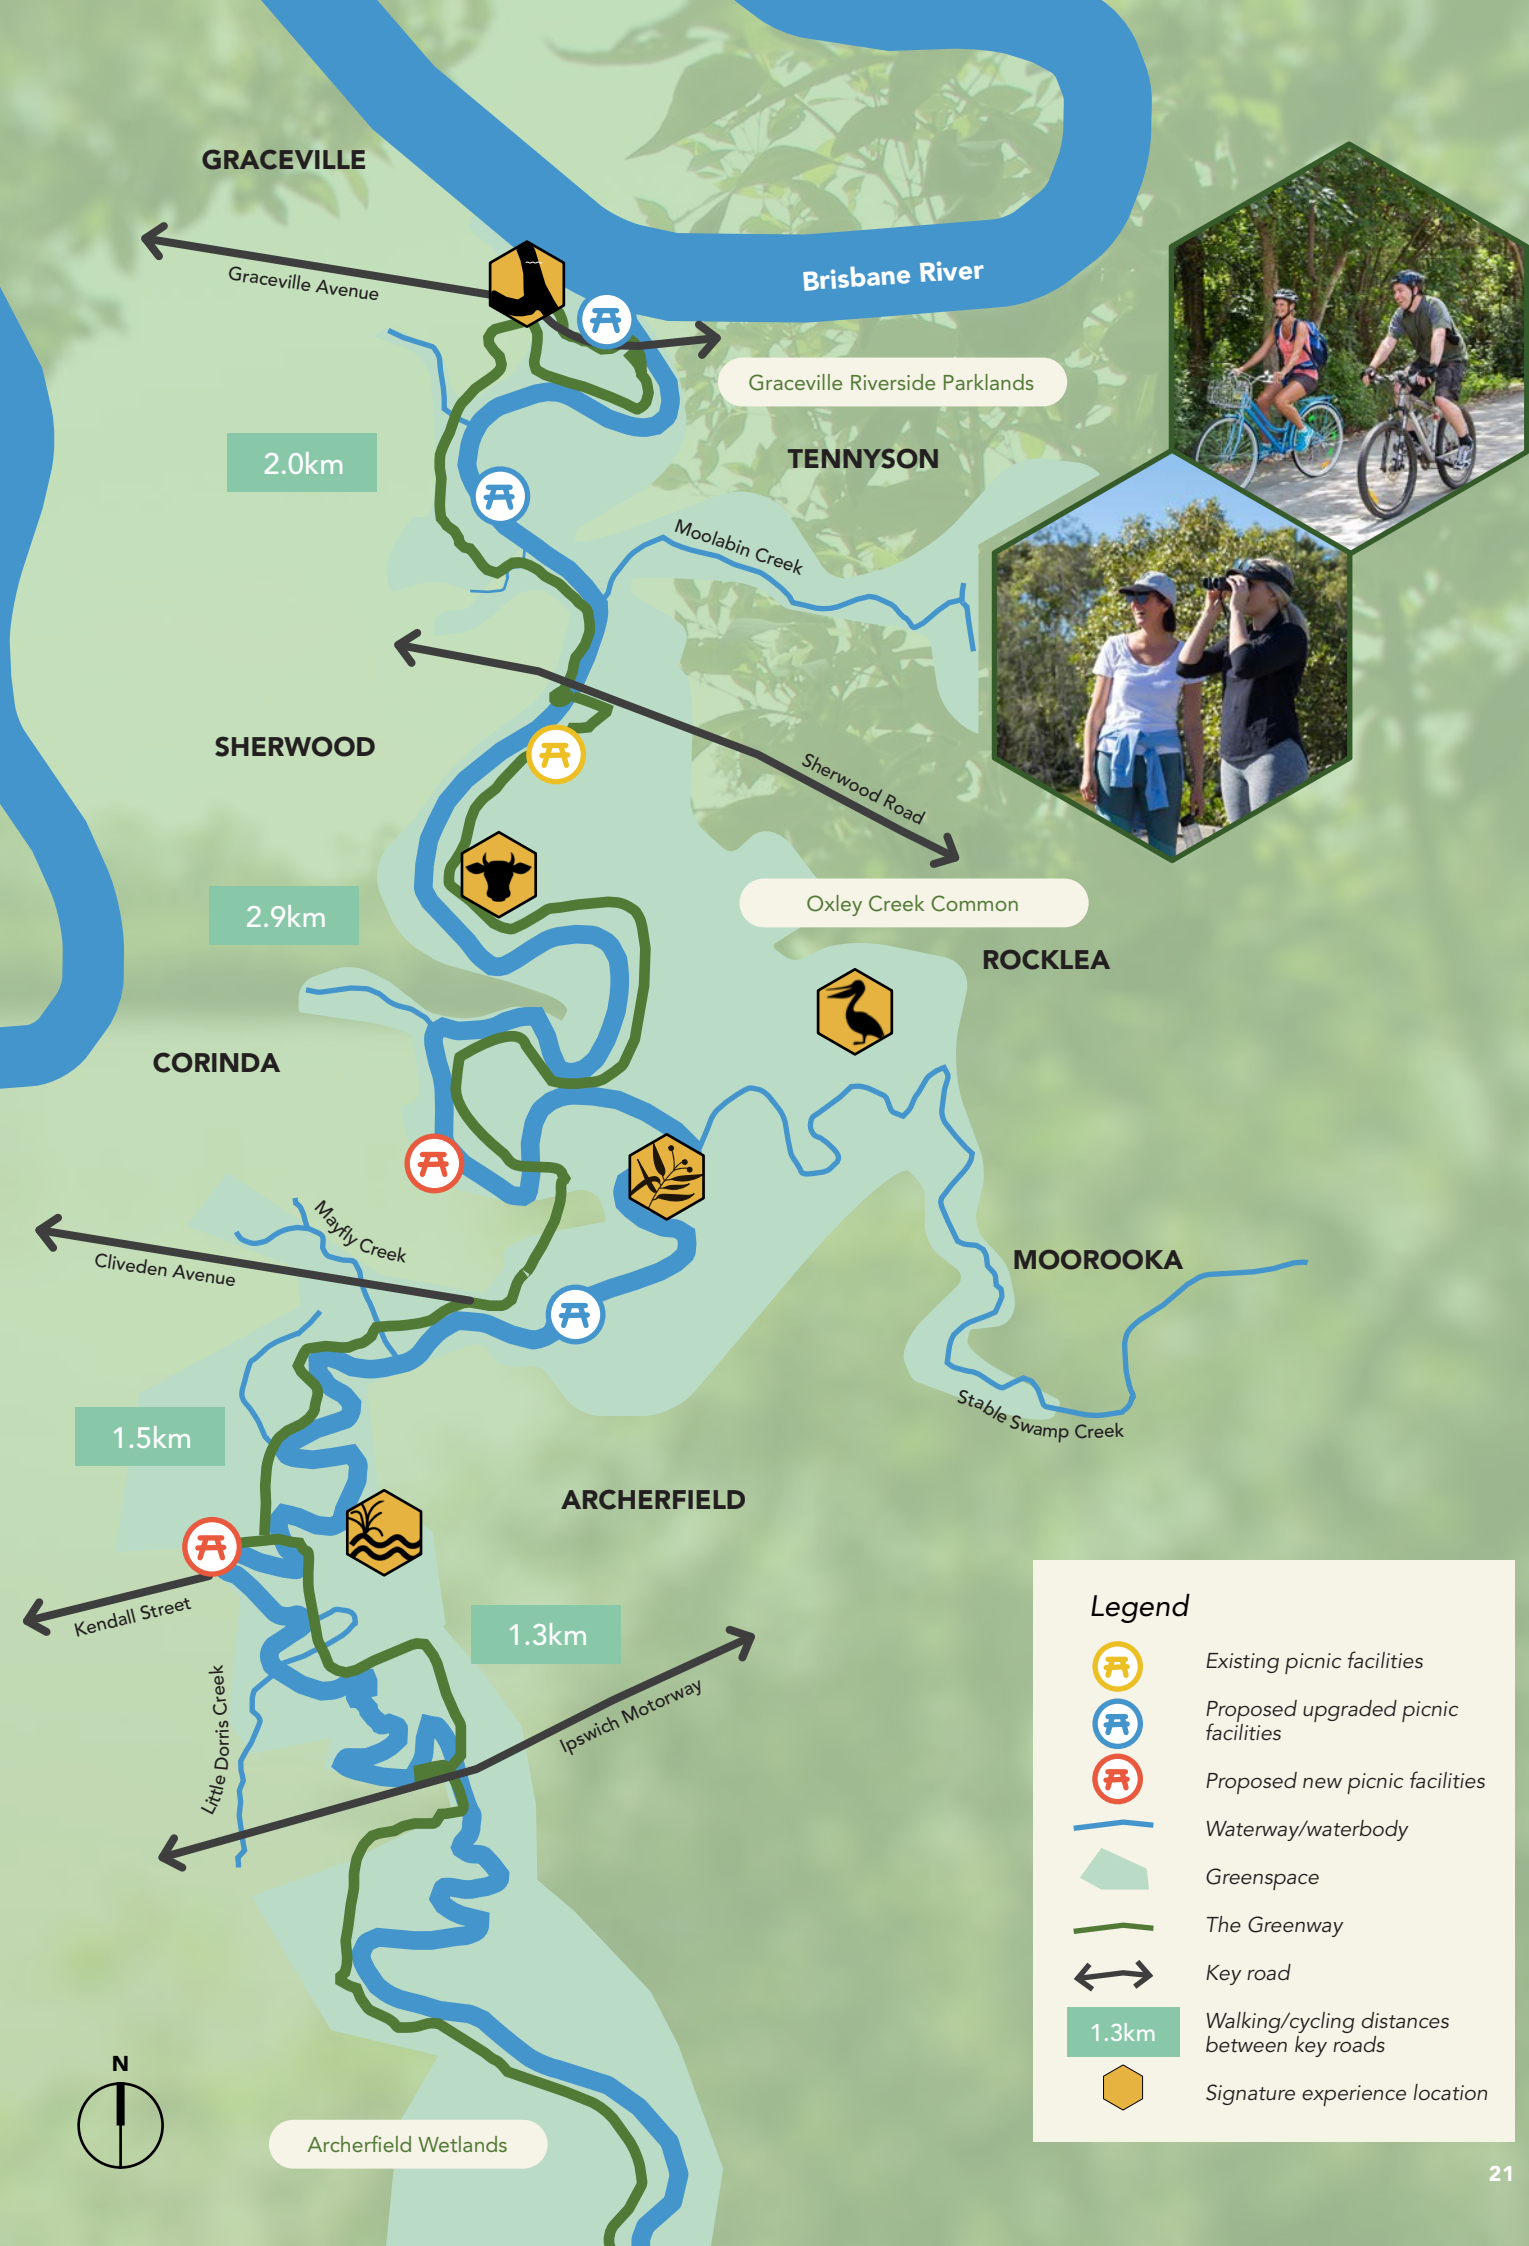 GRACEVILLE
Graceville Avenue
Brisbane River
Graceville Riverside Parklands
2.0km
TENNYSON
Moolabin Creek
SHERWOOD
Sherwood Road
2.9km
Oxley Creek Common
ROCKLEA
CORINDA
Mayfly Creek
Cliveden Avenue
MOOROOKA
1.5km
Stable Swamp Creek
ARCHERFIELD
Kendall Street
1.3km
Little Dorris Creek
Ipswich Motorway
Legend
Existing picnic facilities
Proposed upgraded picnic
facilities
Proposed new picnic facilities
Waterway/waterbody
Greenspace
The Greenway
Key road
1.3km
Walking/cycling distances
between key roads
Signature experience location
N
Archerfield Wetlands
21